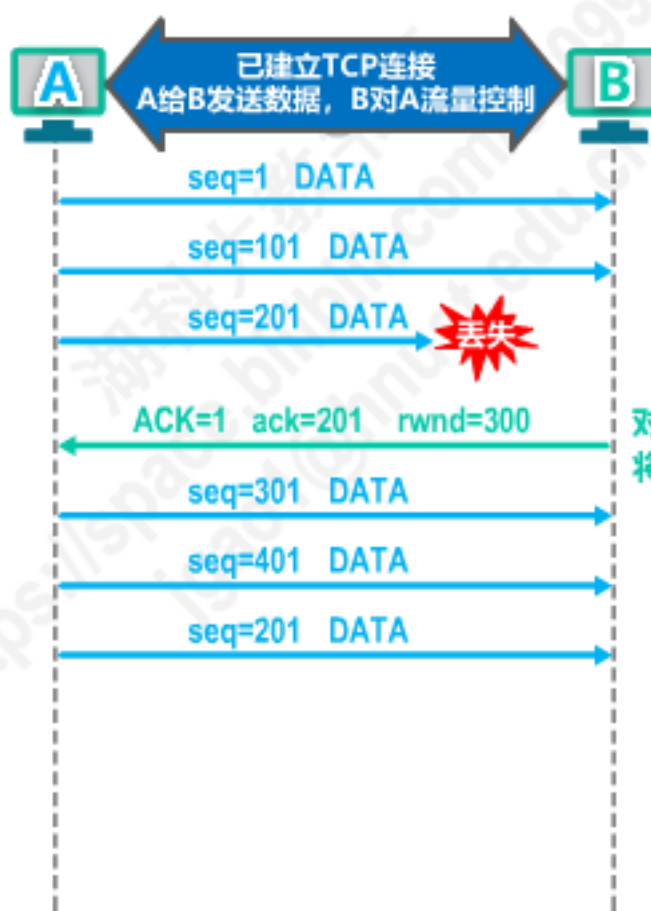 A
已建立TCP连接
A给B发送数据，B对A流量控制
B
seq=1 DATA
seq=101 DATA
seq=201 DATA
丢失
ACK=1 ack=201 rwnd=300
对
将
seq=301 DATA
seq=401 DATA
seq=201 DATA